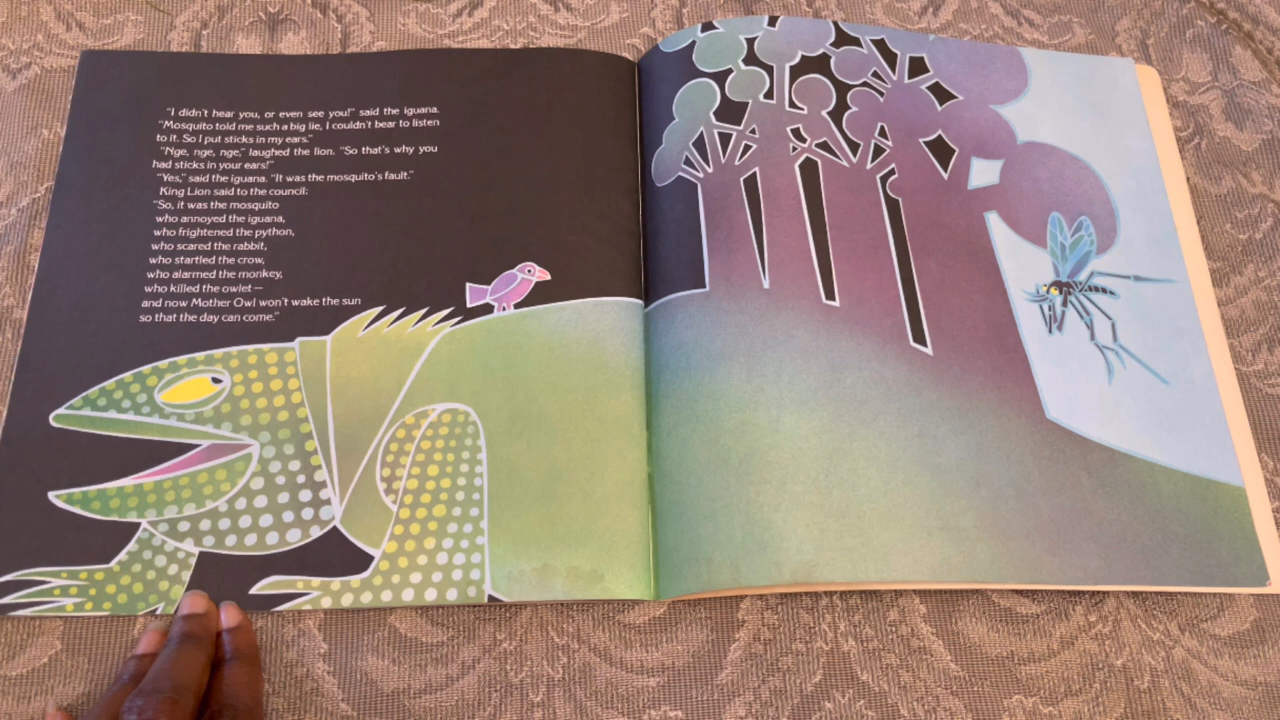 "I didn't hear you, or even see you!" said the iguana.
"Mosquito told me such a big lie, I couldn't bear to listen
to it. So I put sticks in my ears."
"Nge, nge, nge," laughed the lion. "So that's why you
had sticks in your ears!"
"Yes," said the iguana. "It was the mosquito's fault."
King Lion said to the council:
"So, it was the mosquito
who annoyed the iguana,
who frightened the python,
who scared the rabbit,
who startled the crow,
who alarmed the monkey,
who killed the owlet—
and now Mother Owl won't wake the sun
so that the day can come."